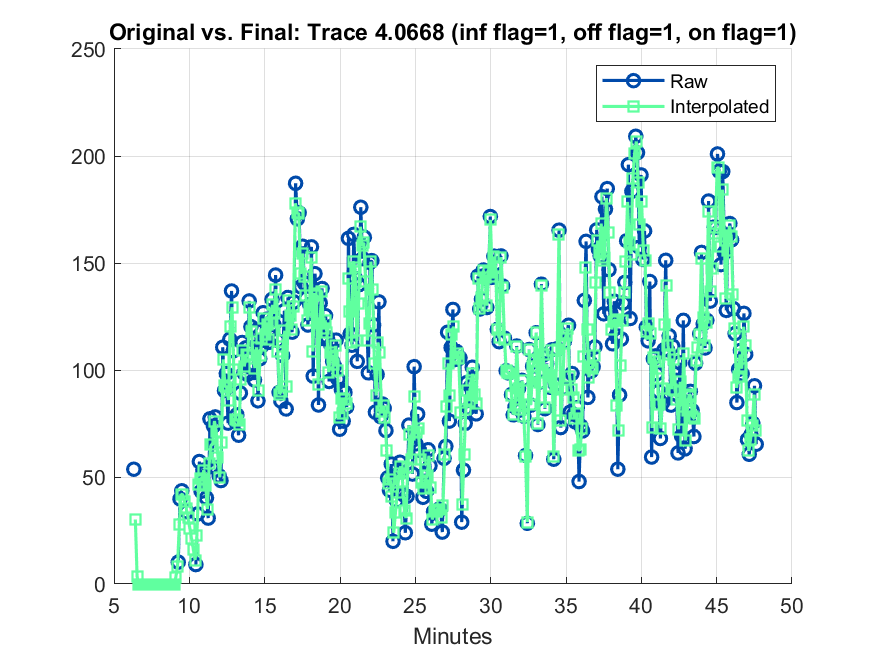 Original vs. Final: Trace 4.0668 (inf flag=1, off flag=1, on flag=1)
250
200
150
100
50
0
Raw
Interpolated
5 10 15 20 25 30 35 40 45 50
Minutes